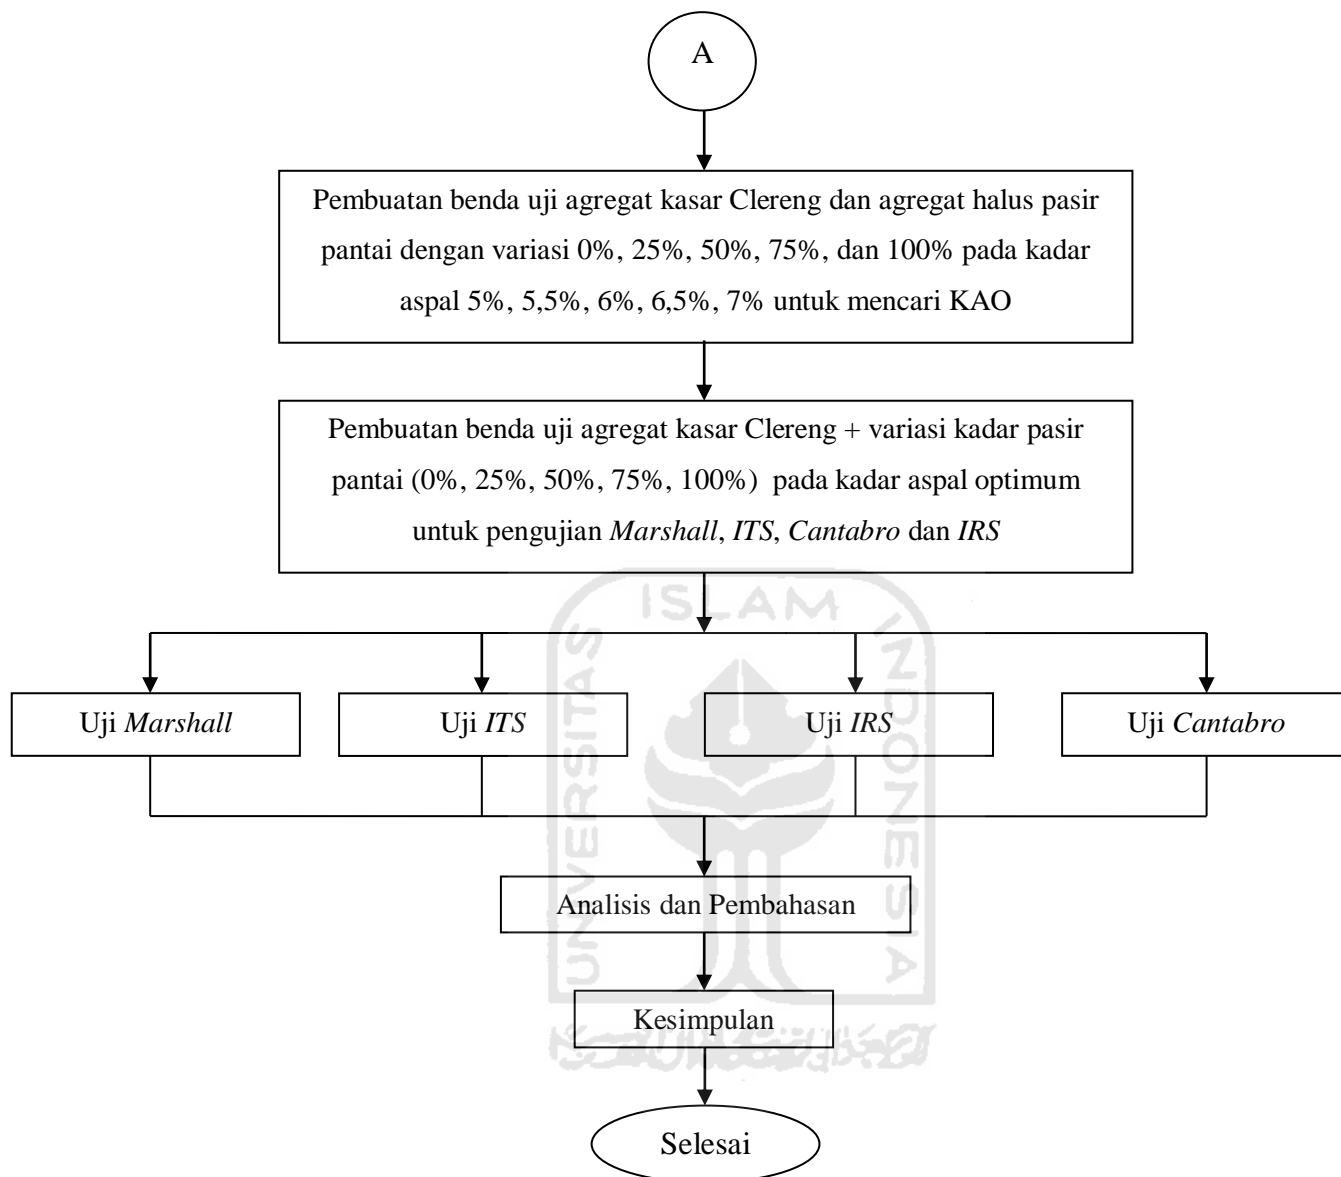 A
Pembuatan benda uji agregat kasar Clereng dan agregat halus pasir
pantai dengan variasi 0%, 25%, 50%, 75%, dan 100% pada kadar
aspal 5%, 5,5%, 6%, 6,5%, 7% untuk mencari KAO
Pembuatan benda uji agregat kasar Clereng + variasi kadar pasir
pantai (0%, 25%, 50%, 75%, 100%)  pada kadar aspal optimum
untuk pengujian Marshall, ITS, Cantabro dan IRS
UNIVERSITAS
ISLAM
INDONESIA
Uji Marshall
Uji ITS
Uji IRS
Uji Cantabro
Analisis dan Pembahasan
Kesimpulan
Selesai